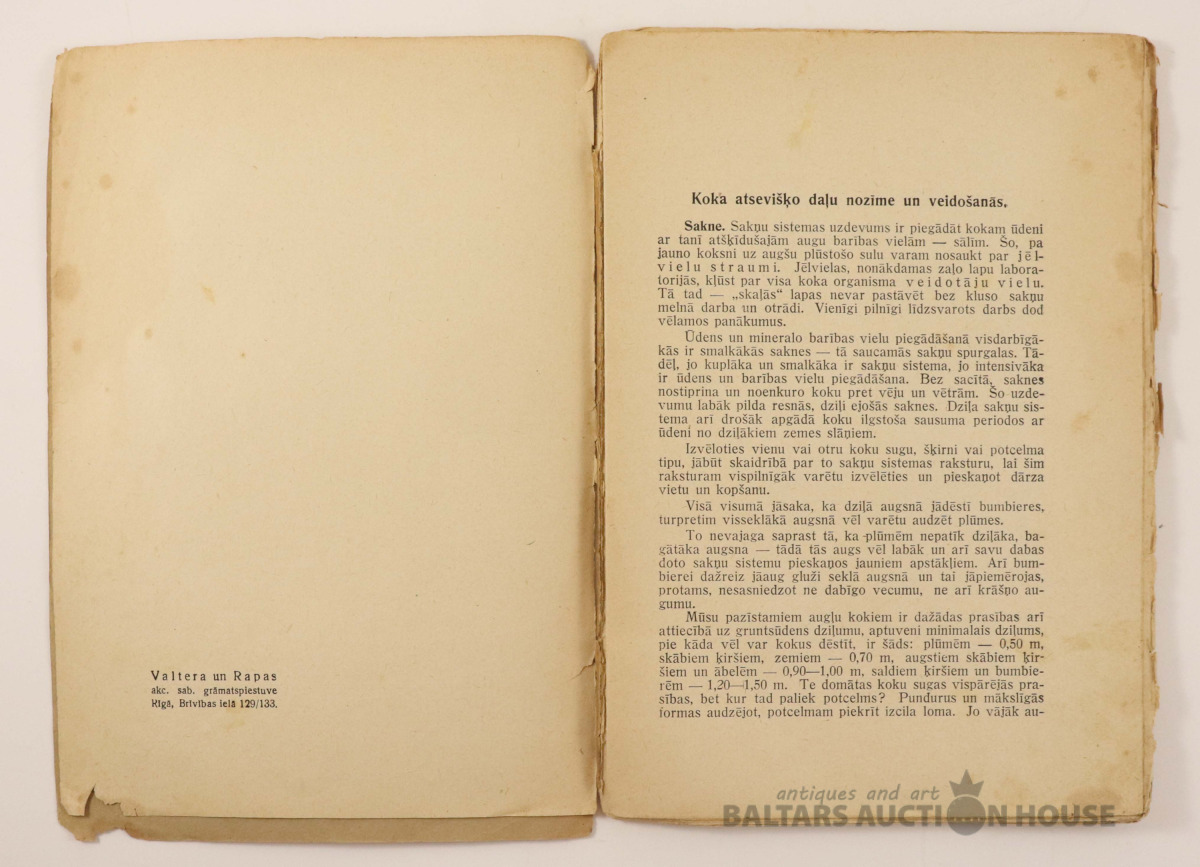 Valtera un Rapas
akc. sab. grāmatspiestuve
Rīgā, Brīvības ielā 129/133.
Koka atsevišķo daļu nozīme un veidošanās.
Sakne. Sakņu sistemas uzdevums ir piegādāt kokam ūdeni
ar tanī atšķīdušajām augu barības vielām — sālīm. Šo, pa
jauno koksni uz augšu plūstošo sulu varam nosaukt par jēl-
vielu straumi. Jēlvielas, nonākdamas zaļo lapu labora-
torijās, kļūst par visa koka organisma veidotāju vielu.
Tā tad — „skaļās“ lapas nevar pastāvēt bez kluso sakņu
melnā darba un otrādi. Vienīgi pilnīgi līdzsvarots darbs dod
vēlamos panākumus.
Ūdens un mineralo barības vielu piegādāšanā visdarbīgā-
kās ir smalkākās saknes — tā saucamās sakņu spurgalas. Tā-
dēļ, jo kuplāka un smalkāka ir sakņu sistema, jo intensivāka
ir ūdens un barības vielu piegādāšana. Bez sacītā, saknes
nostiprina un noenkuro koku pret vēju un vētrām. Šo uzde-
vumu labāk pilda resnās, dziļi ejošās saknes. Dziļa sakņu sis-
tema arī drošāk apgādā koku ilgstoša sausuma periodos ar
ūdeni no dziļākiem zemes slāņiem.
Izvēloties vienu vai otru koku sugu, šķirni vai potcelma
tipu, jābūt skaidrībā par to sakņu sistemas raksturu, lai šim
raksturam vispilnīgāk varētu izvēlēties un pieskaņot dārza
vietu un kopšanu.
Visā visumā jāsaka, ka dziļā augsnā jādēstī bumbieres,
turpretim visseklākā augsnā vēl varētu audzēt plūmes.
To nevajaga saprast tā, ka plūmēm nepatīk dziļāka, ba-
gātāka augsna — tādā tās augs vēl labāk un arī savu dabas
doto sakņu sistemu pieskaņos jauniem apstākļiem. Arī bum-
bierei dažreiz jāaug gluži seklā augsnā un tai jāpiemērojas,
protams, nesasniedzot ne dabīgo vecumu, ne arī krāšņo au-
gumu.
Mūsu pazīstamiem augļu kokiem ir dažādas prasības arī
attiecībā uz gruntsūdens dziļumu, aptuveni minimalais dziļums,
pie kāda vēl var kokus dēstīt, ir šāds: plūmēm — 0,50 m,
skābiem ķiršiem, zemiem — 0,70 m, augstiem skābiem ķir-
šiem un ābelēm — 0,90—1,00 m, saldiem ķiršiem un bumbie-
rēm — 1,20—1,50 m. Te domātas koku sugas vispārējās pra-
sības, bet kur tad paliek potcelms? Pundurus un mākslīgās
formas audzējot, potcelmam piekrīt izcila loma. Jo vājāk au-
antiques and art
BALTARS AUCTION HOUSE